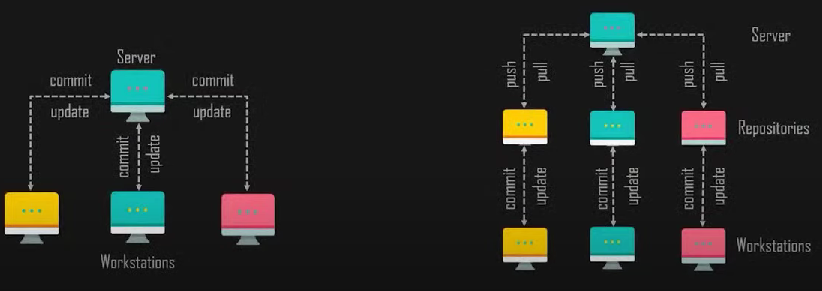 Server
commit
update
commit
update
commit
update
Workstations
Server
push
pull
push
pull
push
pull
Repositories
commit
update
commit
update
commit
update
Workstations